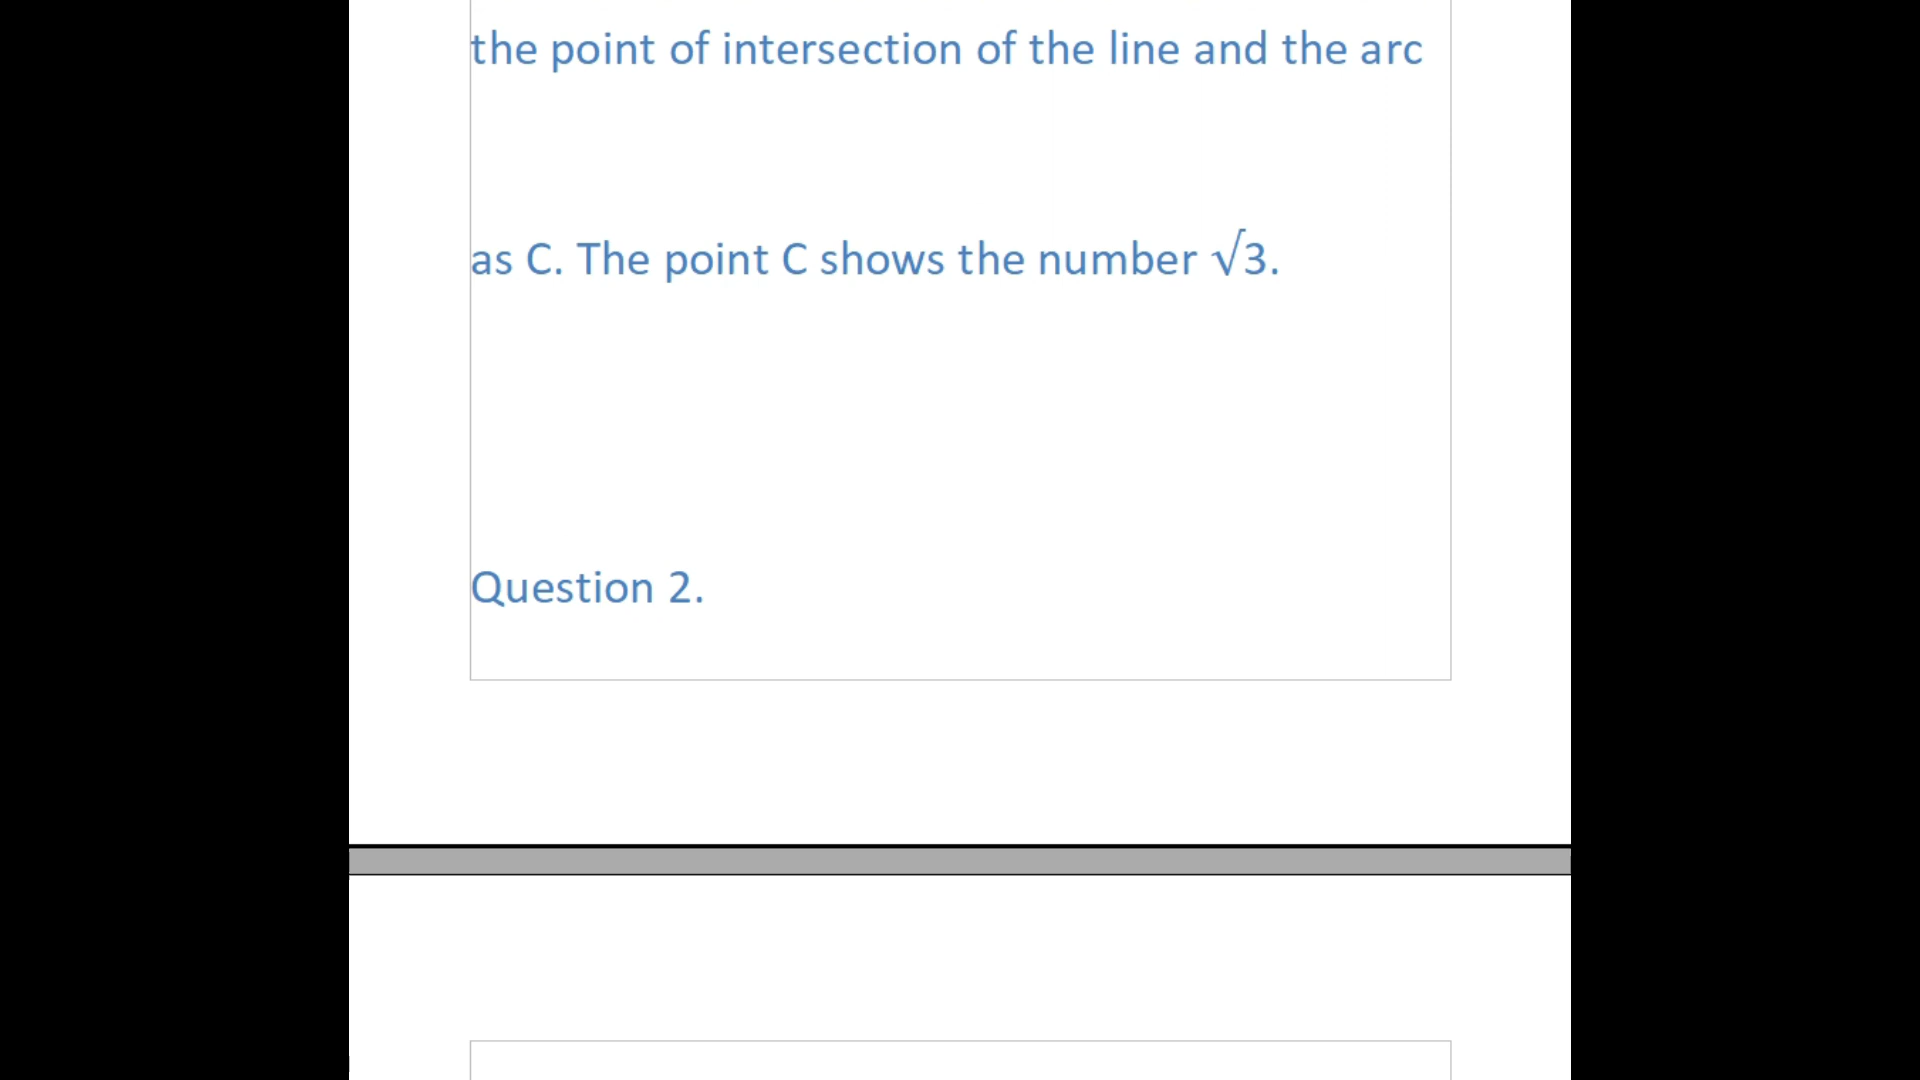 the point of intersection of the line and the arc
as C. The point C shows the number √3.
Question 2.